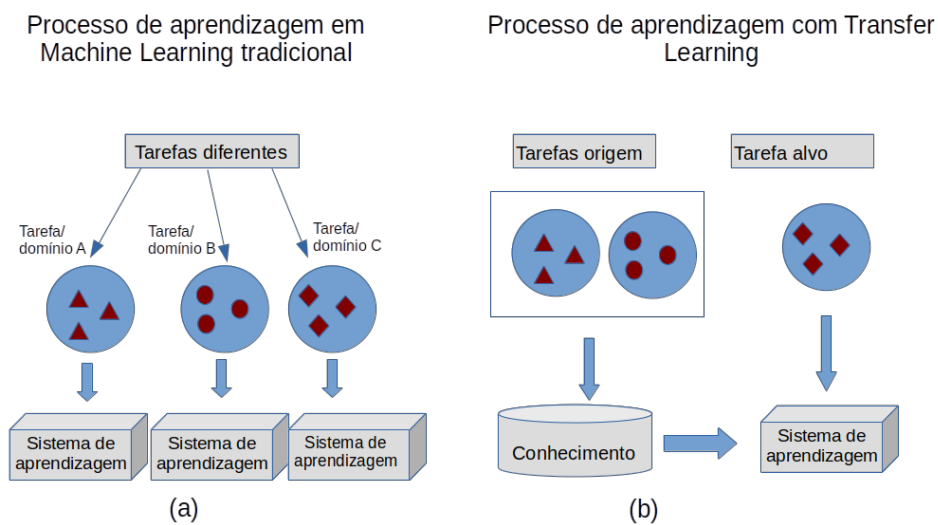 Processo de aprendizagem em
Machine Learning tradicional
Tarefas diferentes
Tarefa/
domínio A
Tarefa/
domínio B
Tarefa/
domínio C
Sistema de
aprendizagem
Sistema de
aprendizagem
Sistema de
aprendizagem
(a)
Processo de aprendizagem com Transfer
Learning
Tarefas origem
Tarefa alvo
Conhecimento
Sistema de
aprendizagem
(b)